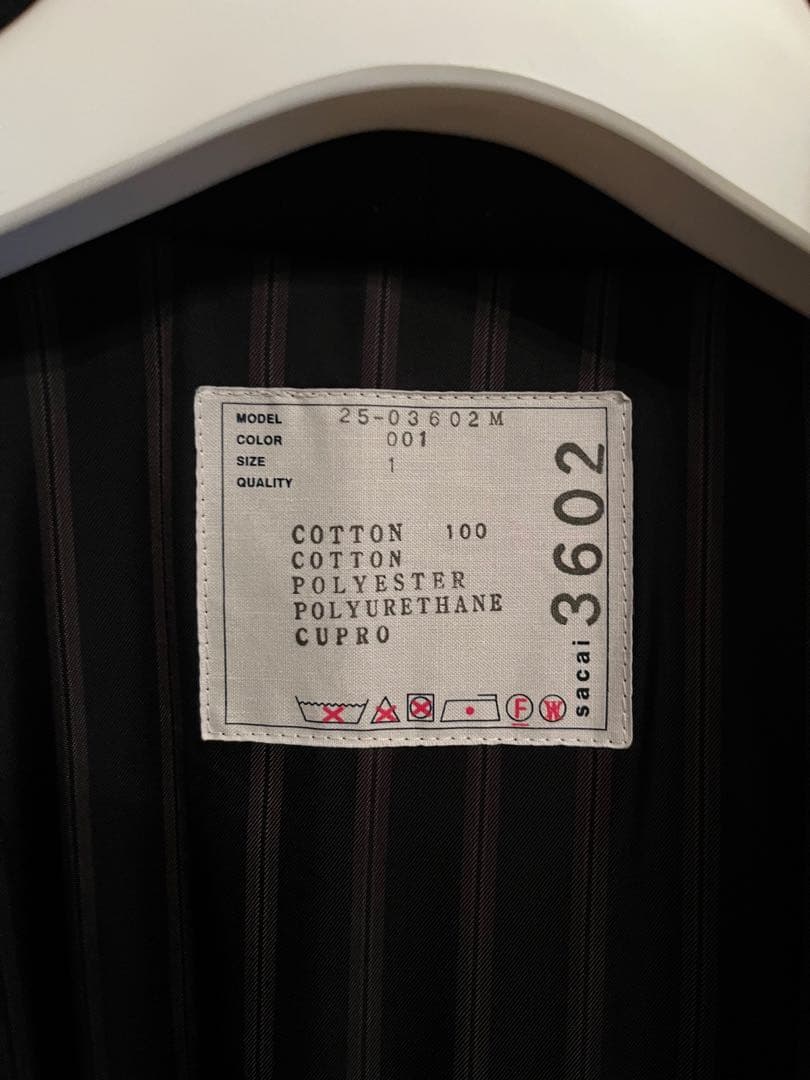 MODEL 25-03602M
COLOR 001
SIZE 1
QUALITY
COTTON 100
COTTON
POLYESTER
POLYURETHANE
CUPRO
F W
sacai 3602